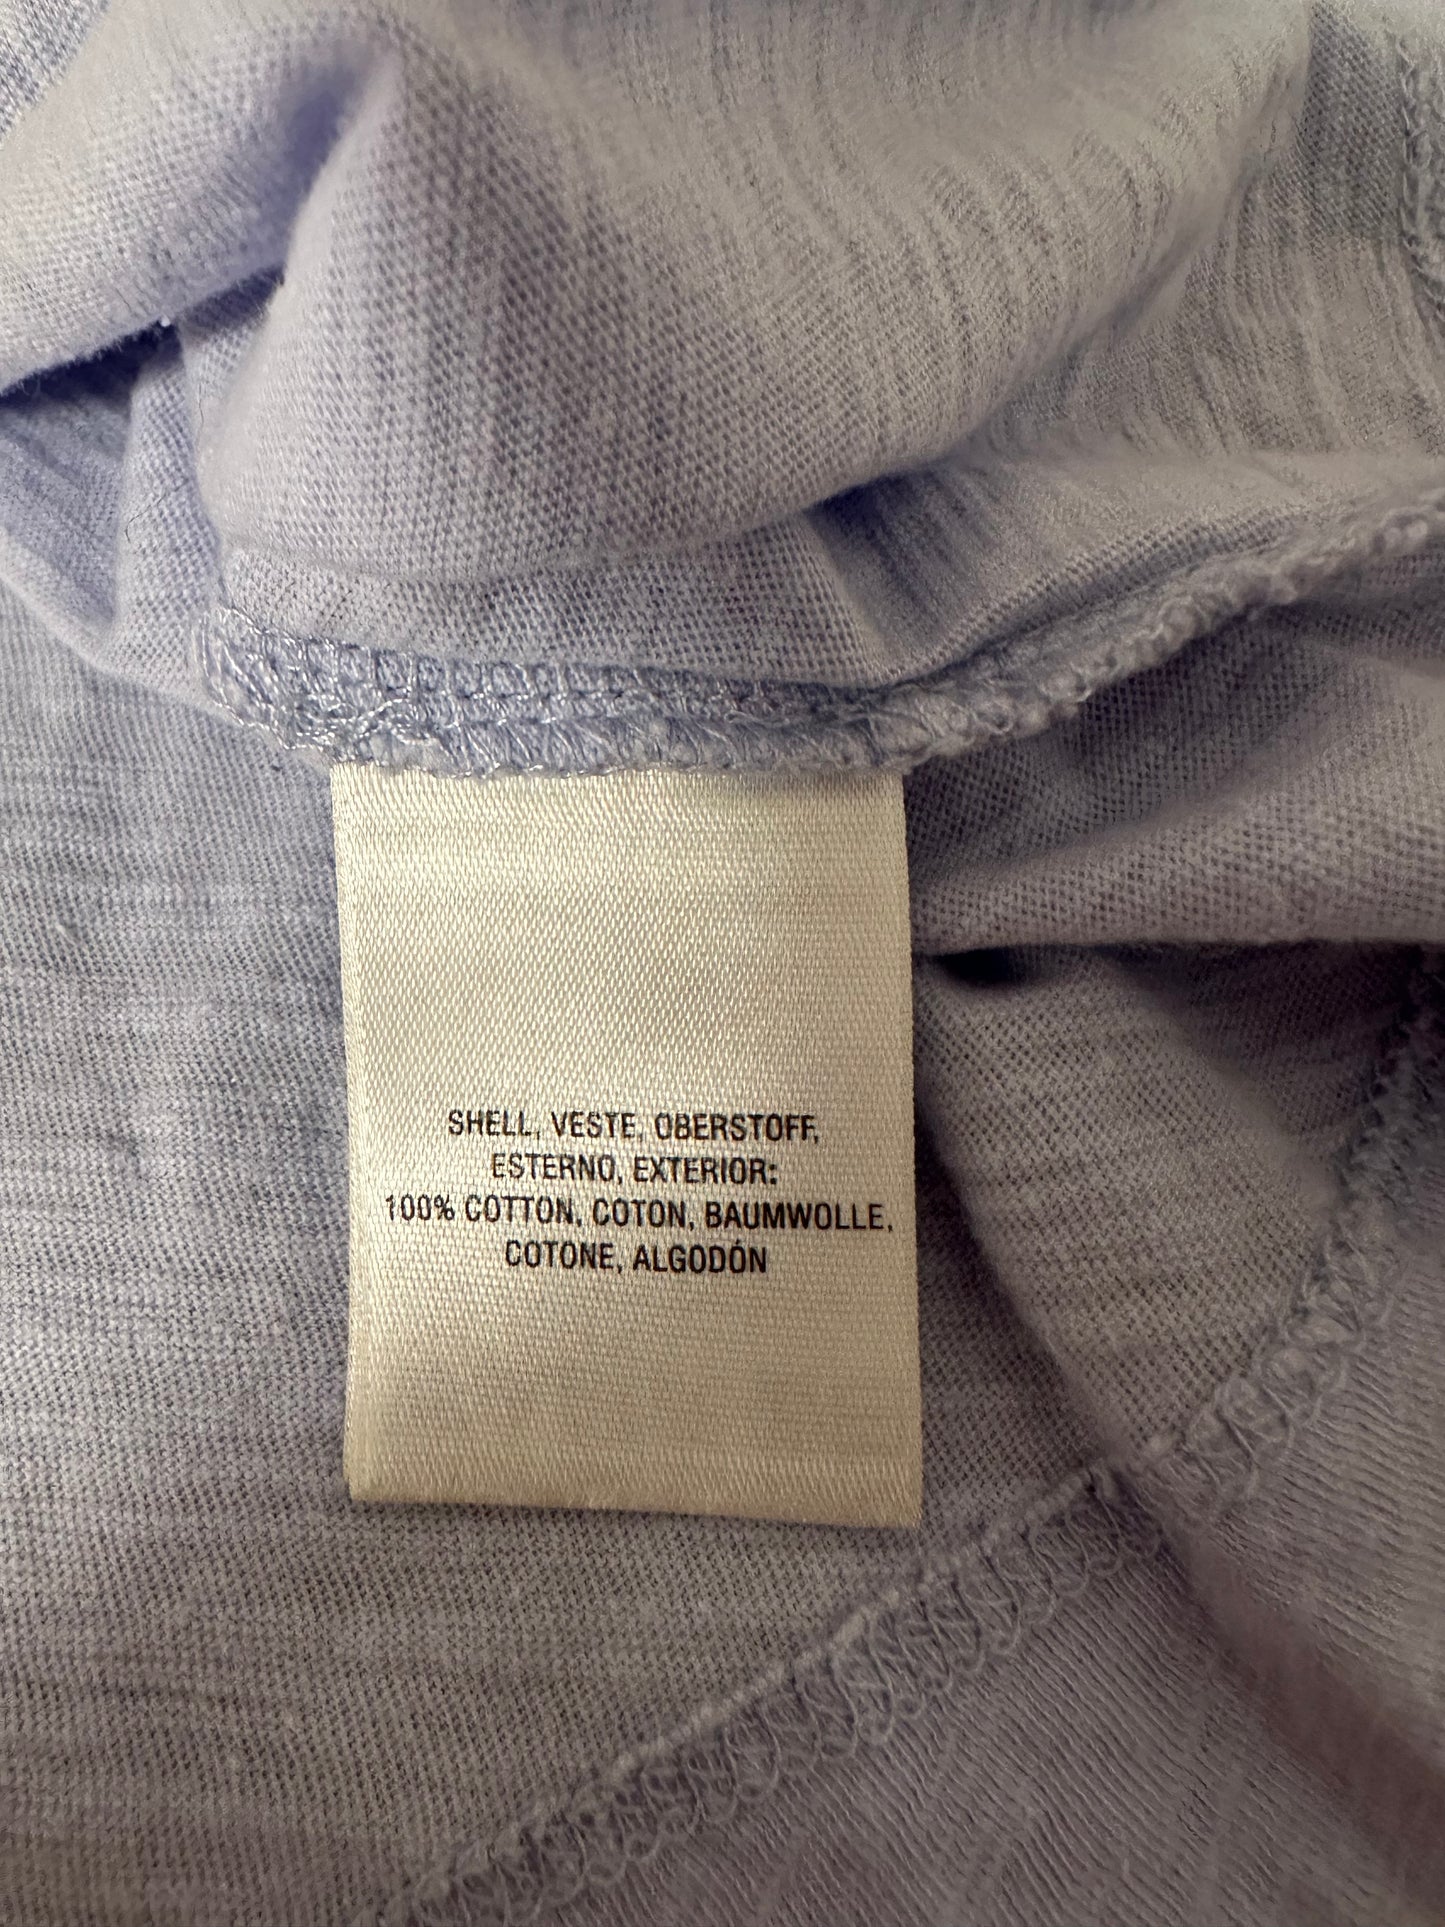 SHELL, VESTE, OBERSTOFF,
ESTERNO, EXTERIOR:
100% COTTON, COTON, BAUMWOLLE,
COTONE, ALGODÓN